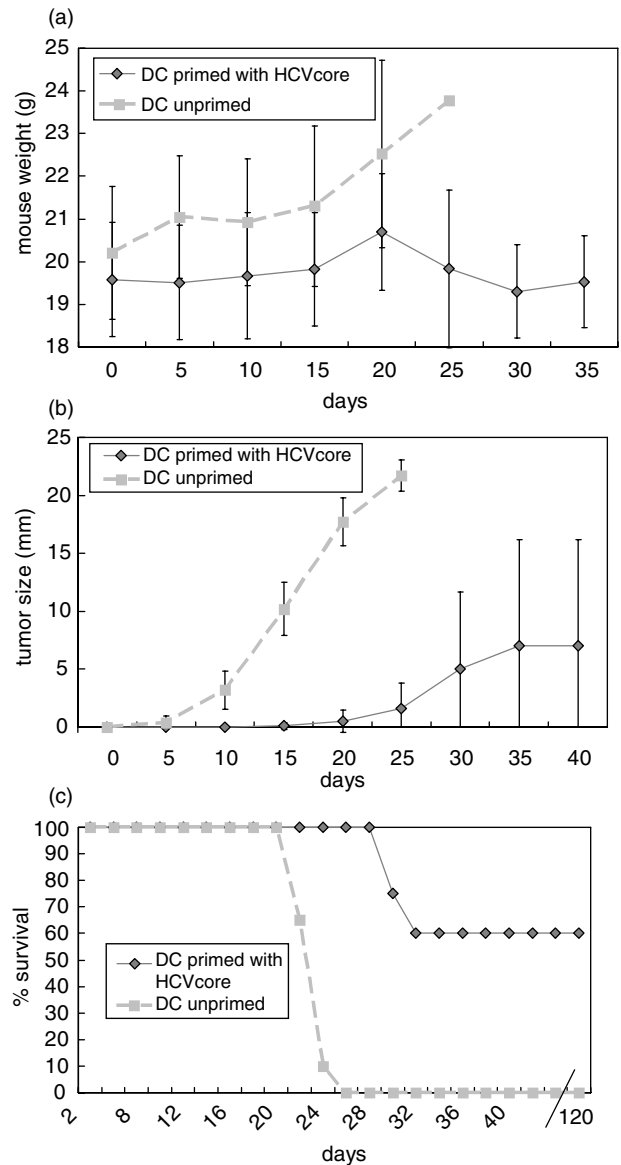 (a)
25
24
23
22
21
20
19
18
mouse weight (g)
DC primed with HCVcore
DC unprimed
0 5 10 15 20 25 30 35
days
(b)
25
20
15
10
5
0
tumor size (mm)
DC primed with HCVcore
DC unprimed
0 5 10 15 20 25 30 35 40
days
(c)
100
90
80
70
60
50
40
30
20
10
0
% survival
DC primed with
HCVcore
DC unprimed
2 8 12 16 20 24 28 32 36 40 120
days